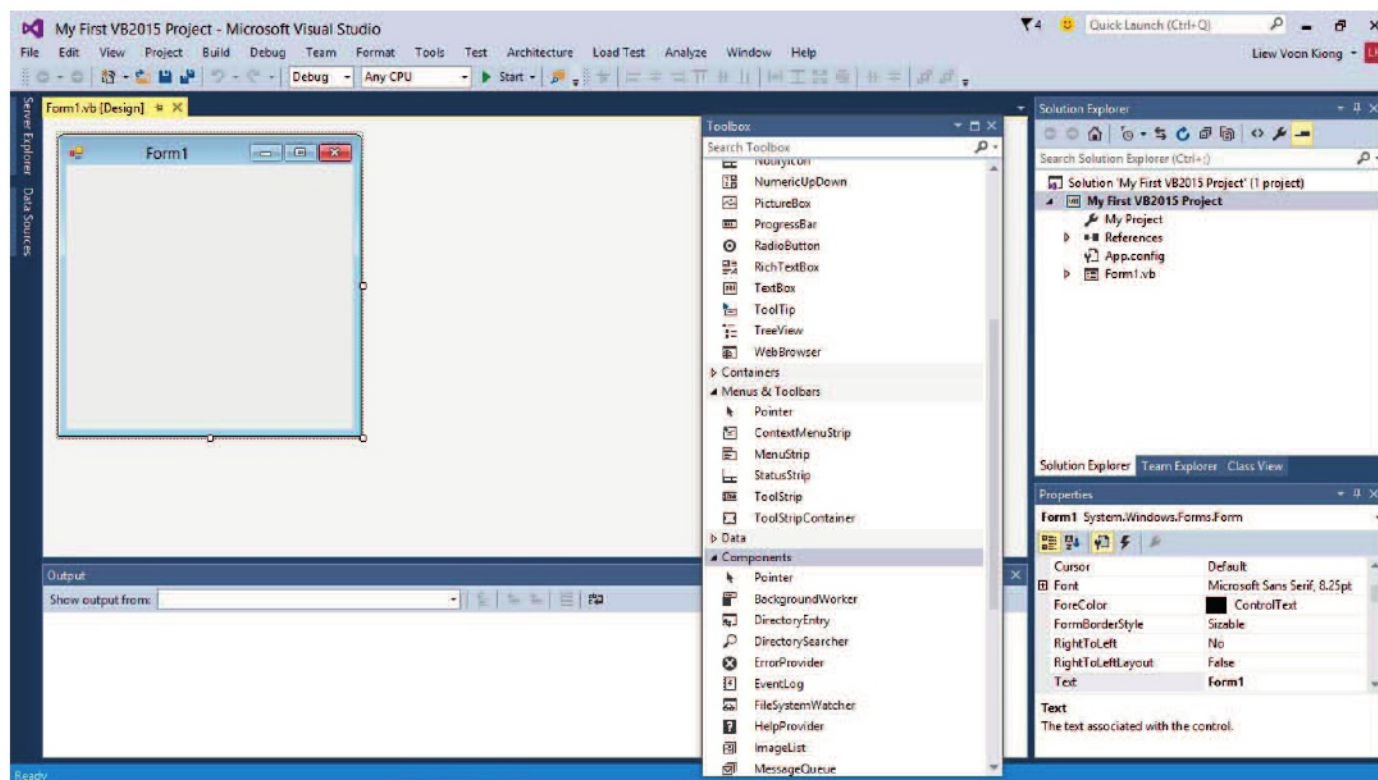 My First VB2015 Project - Microsoft Visual Studio
4
Quick Launch (Ctrl+Q)
File Edit View Project Build Debug Team Format Tools Test Architecture Load Test Analyze Window Help
Liew Voon Kiong
Debug
Any CPU
Start
Server Explorer
Data Sources
Form1.vb [Design]
Form1
Toolbox
Search Toolbox
NotifyIcon
NumericUpDown
PictureBox
ProgressBar
RadioButton
RichTextBox
TextBox
ToolTip
TreeView
WebBrowser
Containers
Menus & Toolbars
Pointer
ContextMenuStrip
MenuStrip
StatusStrip
ToolStrip
ToolStripContainer
Data
Components
Pointer
BackgroundWorker
DirectoryEntry
DirectorySearcher
ErrorProvider
EventLog
FileSystemWatcher
HelpProvider
ImageList
MessageQueue
Solution Explorer
Search Solution Explorer (Ctrl+;)
Solution 'My First VB2015 Project' (1 project)
My First VB2015 Project
My Project
References
App.config
Form1.vb
Solution Explorer Team Explorer Class View
Properties
Form1 System.Windows.Forms.Form
Cursor Default
Font Microsoft Sans Serif, 8.25pt
ForeColor ControlText
FormBorderStyle Sizable
RightToLeft No
RightToLeftLayout False
Text Form1
Text
The text associated with the control.
Output
Show output from:
Ready